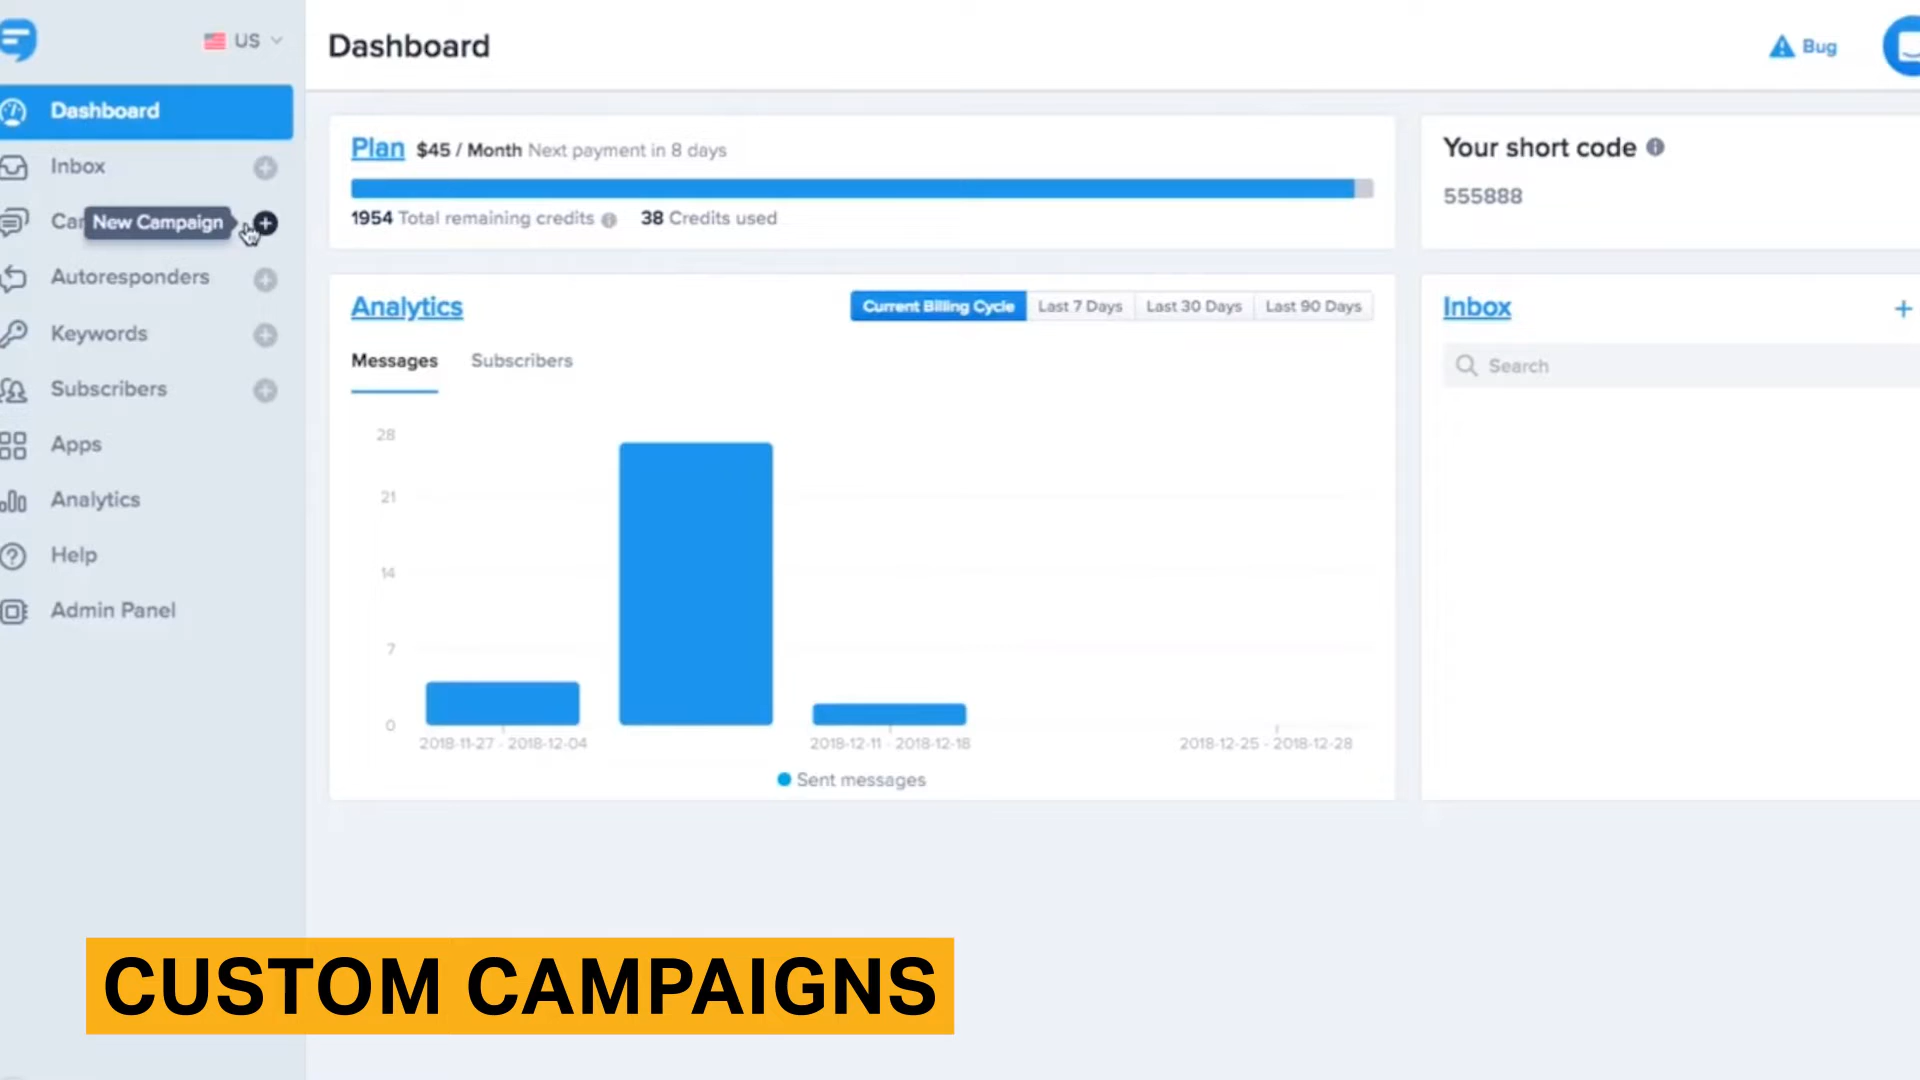 US
Dashboard
Bug
Dashboard
Inbox
Car
New Campaign
Autoresponders
Keywords
Subscribers
Apps
Analytics
Help
Admin Panel
Plan $45 / Month Next payment in 8 days
1954 Total remaining credits 38 Credits used
Your short code
555888
Analytics
Current Billing Cycle Last 7 Days Last 30 Days Last 90 Days
Messages Subscribers
28
21
14
7
0
2018-11-27 - 2018-12-04 2018-12-11 - 2018-12-18 2018-12-25 - 2018-12-28
Sent messages
Inbox
Search
CUSTOM CAMPAIGNS